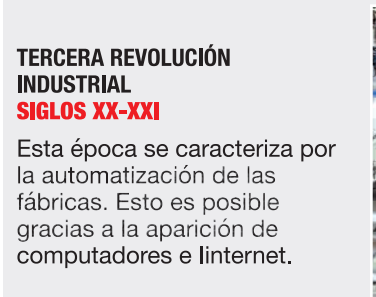 TERCERA REVOLUCIÓN
INDUSTRIAL
SIGLOS XX-XXI
Esta época se caracteriza por
la automatización de las
fábricas. Esto es posible
gracias a la aparición de
computadores e Iinternet.